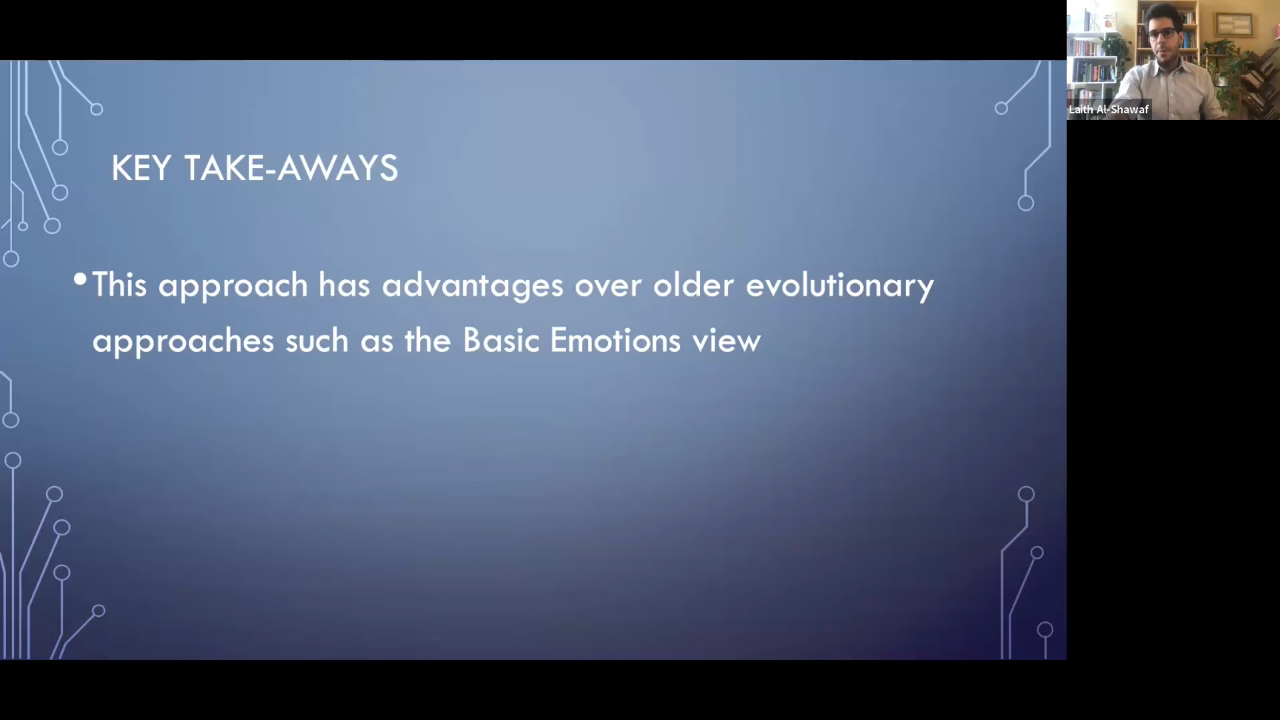 Laith Al-Shawaf
KEY TAKE-AWAYS
•This approach has advantages over older evolutionary
approaches such as the Basic Emotions view